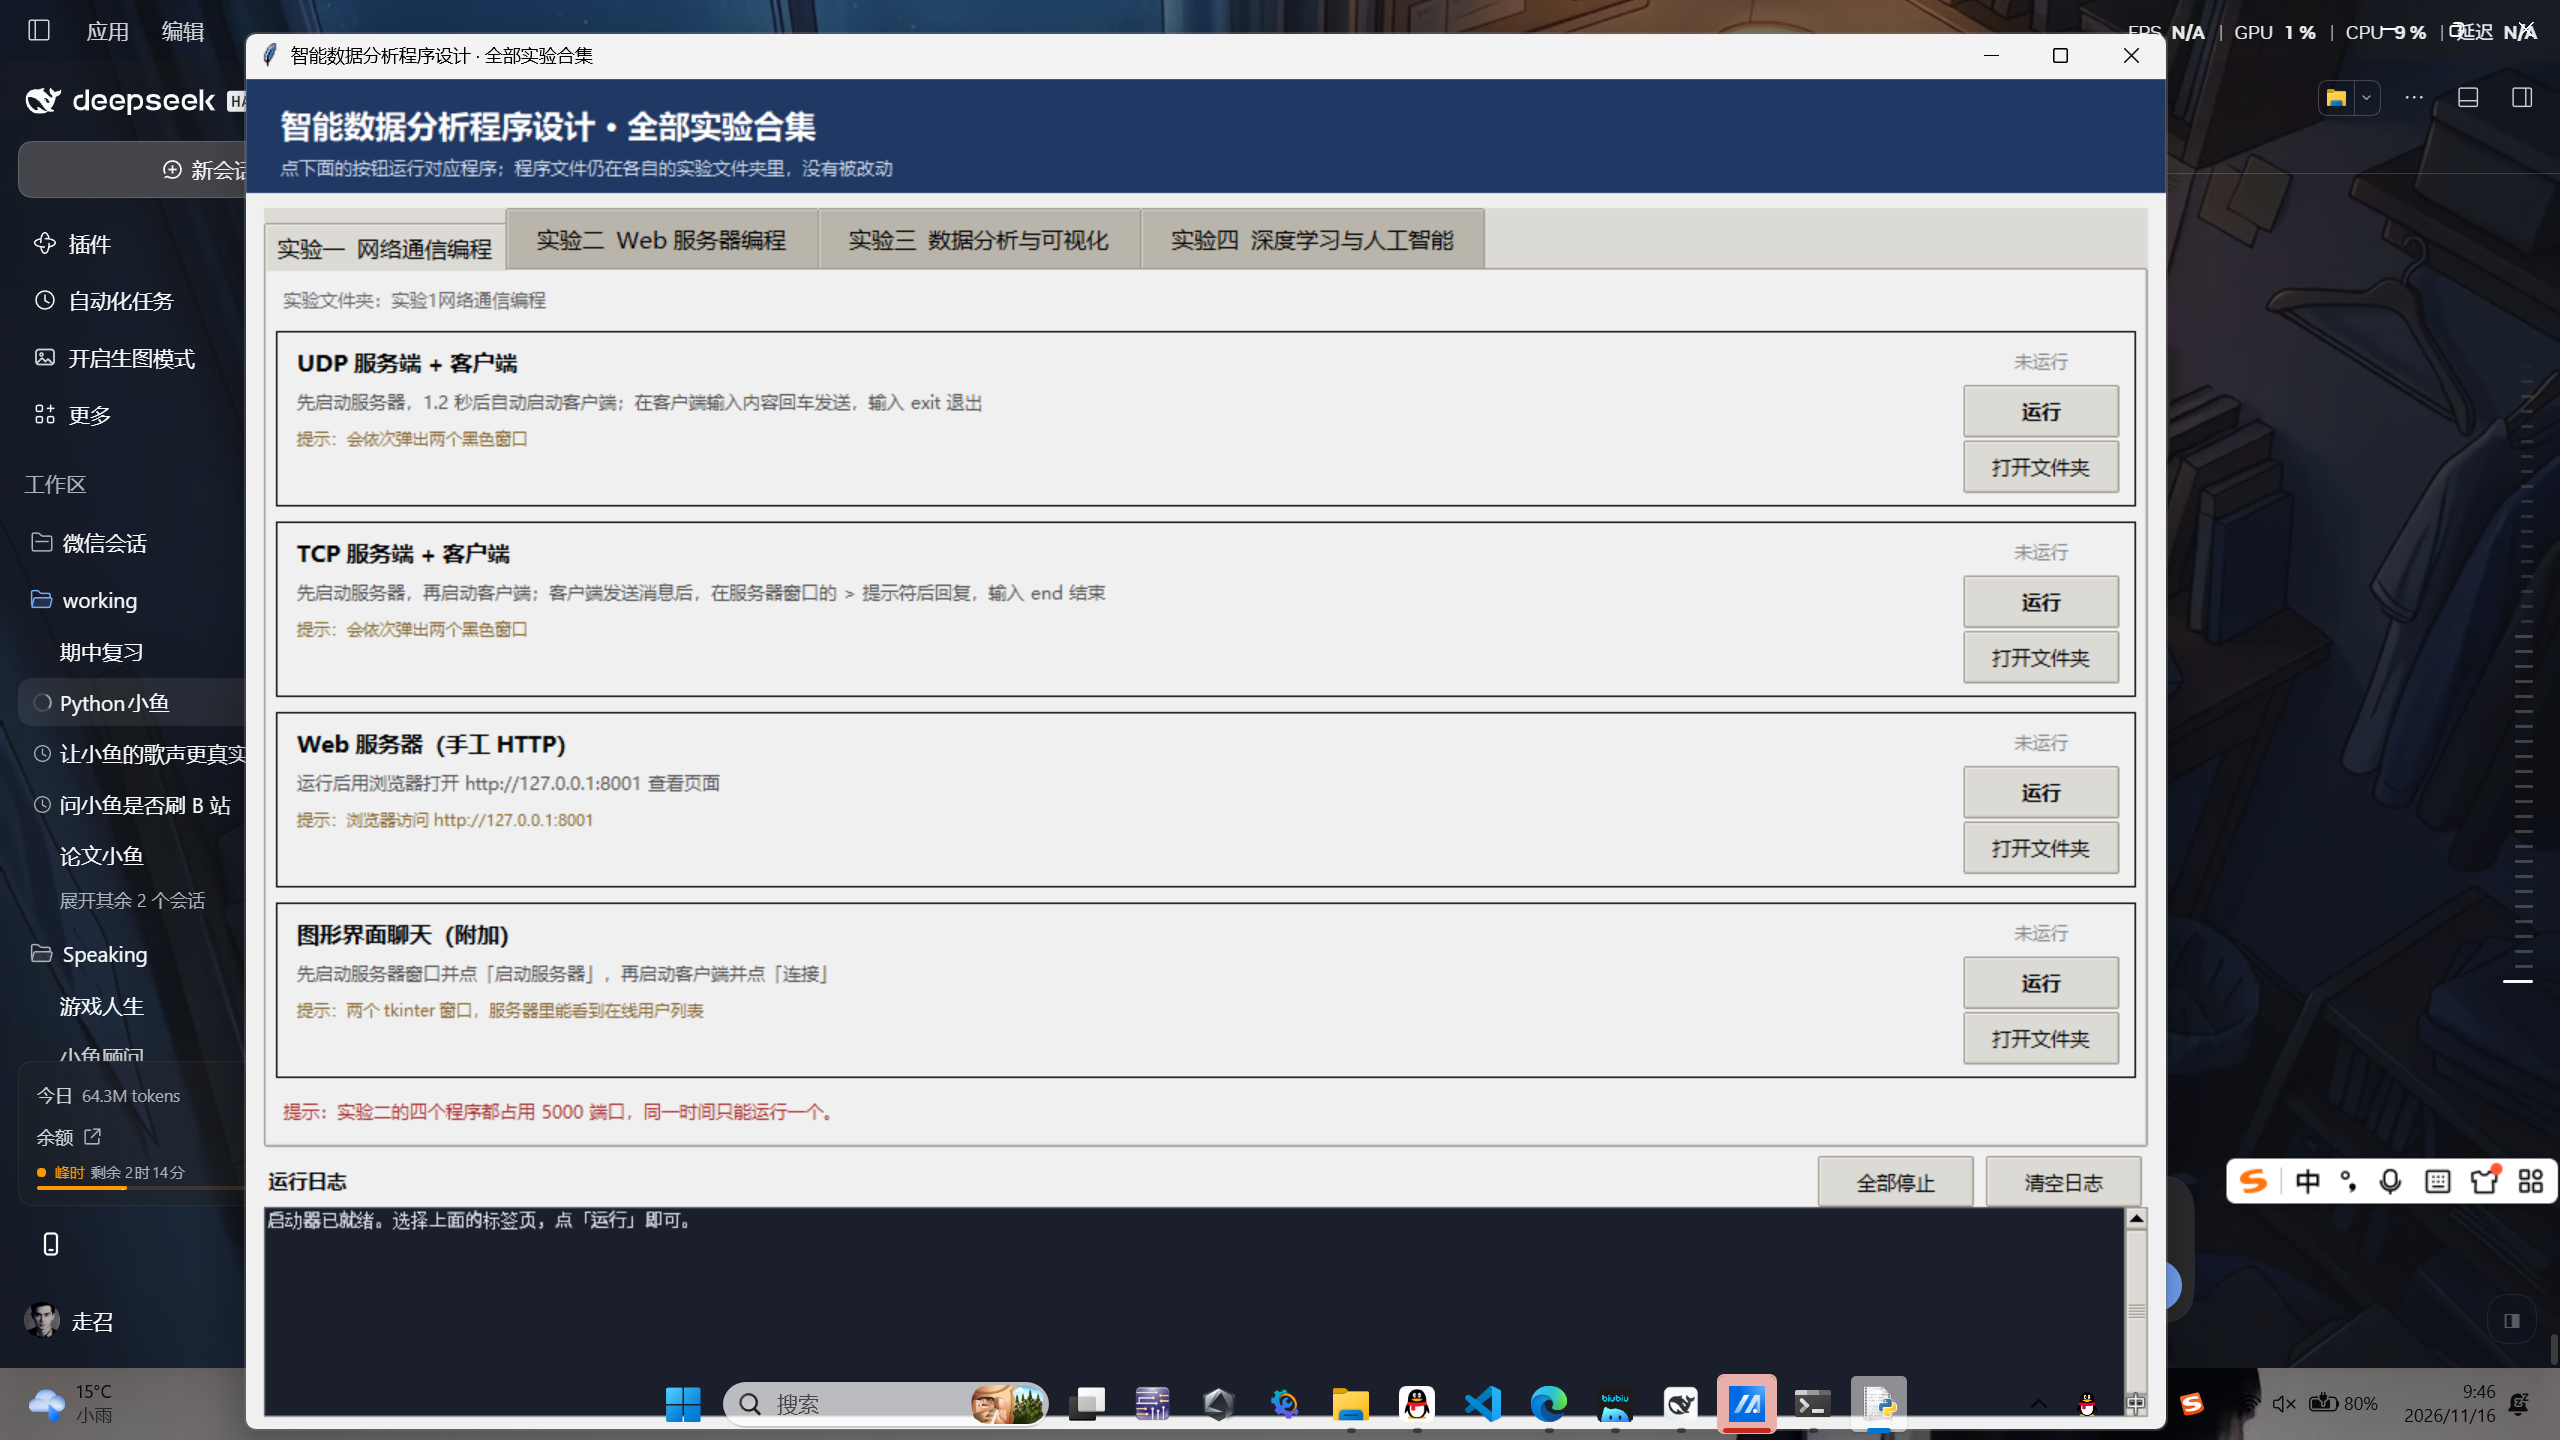 应用 编辑
FPS N/A | GPU 1 % | CPU 9 % | 延迟 N/A
智能数据分析程序设计 · 全部实验合集
deepseek
新会话
插件
自动化任务
开启生图模式
更多
工作区
微信会话
working
期中复习
Python小鱼
让小鱼的歌声更真实
问小鱼是否刷 B 站
论文小鱼
展开其余 2 个会话
Speaking
游戏人生
小鱼顾问
今日 64.3M tokens
余额
峰时 剩余 2 时 14 分
走召
智能数据分析程序设计 • 全部实验合集
点下面的按钮运行对应程序；程序文件仍在各自的实验文件夹里，没有被改动
实验一 网络通信编程
实验二 Web 服务器编程
实验三 数据分析与可视化
实验四 深度学习与人工智能
实验文件夹：实验1网络通信编程
UDP 服务端 + 客户端
先启动服务器，1.2 秒后自动启动客户端；在客户端输入内容回车发送，输入 exit 退出
提示：会依次弹出两个黑色窗口
未运行
运行
打开文件夹
TCP 服务端 + 客户端
先启动服务器，再启动客户端；客户端发送消息后，在服务器窗口的 > 提示符后回复，输入 end 结束
提示：会依次弹出两个黑色窗口
未运行
运行
打开文件夹
Web 服务器（手工 HTTP）
运行后用浏览器打开 http://127.0.0.1:8001 查看页面
提示：浏览器访问 http://127.0.0.1:8001
未运行
运行
打开文件夹
图形界面聊天（附加）
先启动服务器窗口并点「启动服务器」，再启动客户端并点「连接」
提示：两个 tkinter 窗口，服务器里能看到在线用户列表
未运行
运行
打开文件夹
提示：实验二的四个程序都占用 5000 端口，同一时间只能运行一个。
运行日志
全部停止
清空日志
启动器已就绪。选择上面的标签页，点「运行」即可。
中
15°C
小雨
搜索
biubiu
中
80%
9:46
2026/11/16